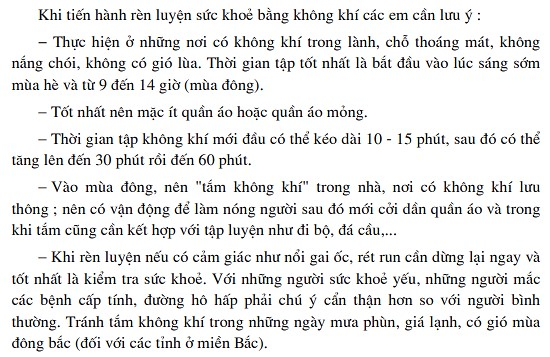 Khi tiến hành rèn luyện sức khoẻ bằng không khí các em cần lưu ý :
– Thực hiện ở những nơi có không khí trong lành, chỗ thoáng mát, không
nắng chói, không có gió lùa. Thời gian tập tốt nhất là bắt đầu vào lúc sáng sớm
mùa hè và từ 9 đến 14 giờ (mùa đông).
– Tốt nhất nên mặc ít quần áo hoặc quần áo mỏng.
– Thời gian tập không khí mới đầu có thể kéo dài 10 - 15 phút, sau đó có thể
tăng lên đến 30 phút rồi đến 60 phút.
– Vào mùa đông, nên "tắm không khí" trong nhà, nơi có không khí lưu
thông ; nên có vận động để làm nóng người sau đó mới cởi dần quần áo và trong
khi tắm cũng cần kết hợp với tập luyện như đi bộ, đá cầu,...
– Khi rèn luyện nếu có cảm giác như nổi gai ốc, rét run cần dừng lại ngay và
tốt nhất là kiểm tra sức khoẻ. Với những người sức khoẻ yếu, những người mắc
các bệnh cấp tính, đường hô hấp phải chú ý cẩn thận hơn so với người bình
thường. Tránh tắm không khí trong những ngày mưa phùn, giá lạnh, có gió mùa
đông bắc (đối với các tỉnh ở miền Bắc).